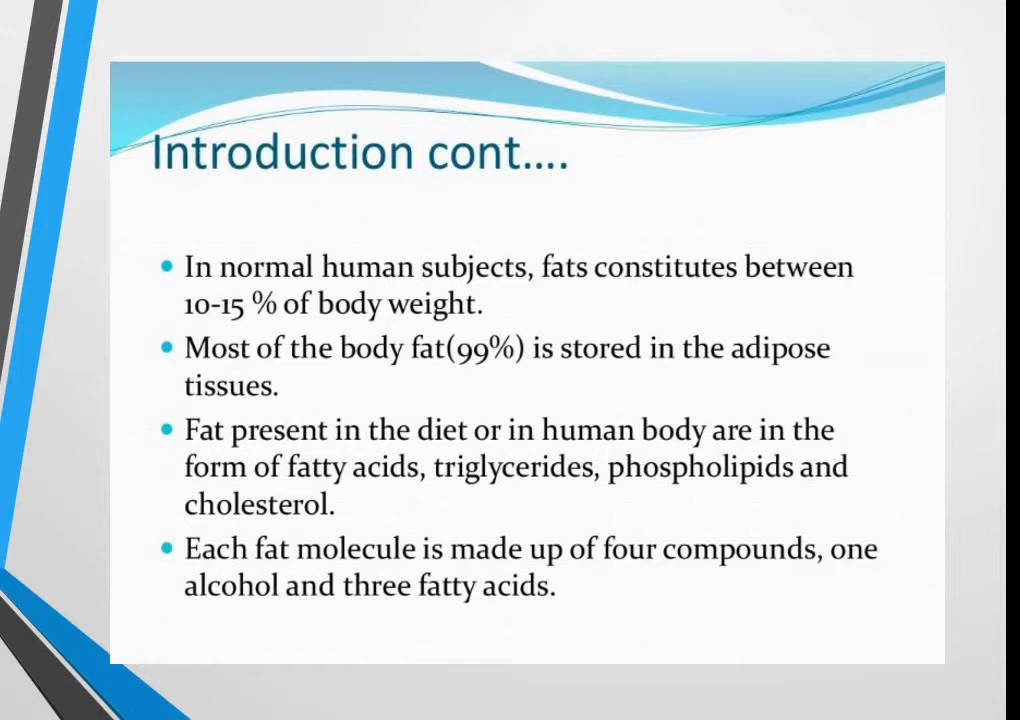 Introduction cont....
• In normal human subjects, fats constitutes between
10-15 % of body weight.
• Most of the body fat(99%) is stored in the adipose
tissues.
• Fat present in the diet or in human body are in the
form of fatty acids, triglycerides, phospholipids and
cholesterol.
• Each fat molecule is made up of four compounds, one
alcohol and three fatty acids.